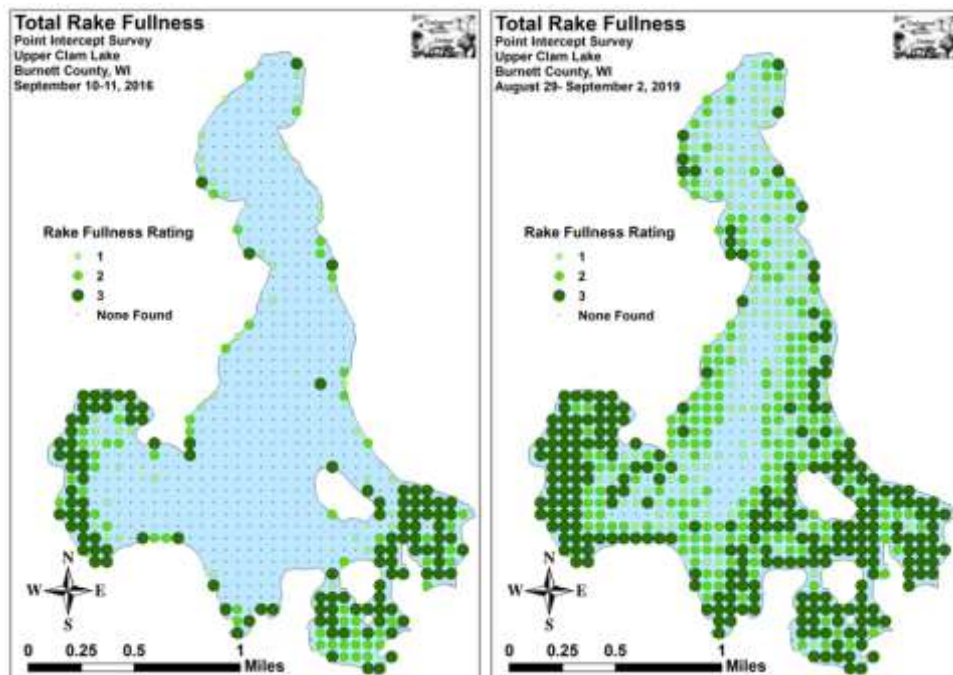 Total Rake Fullness
Point Intercept Survey
Upper Clam Lake
Burnett County, WI
September 10-11, 2016
Rake Fullness Rating
1
2
3
None Found
N
W E
S
0 0.25 0.5 1
Miles
Total Rake Fullness
Point Intercept Survey
Upper Clam Lake
Burnett County, WI
August 29- September 2, 2019
Rake Fullness Rating
1
2
3
None Found
N
W E
S
0 0.25 0.5 1
Miles